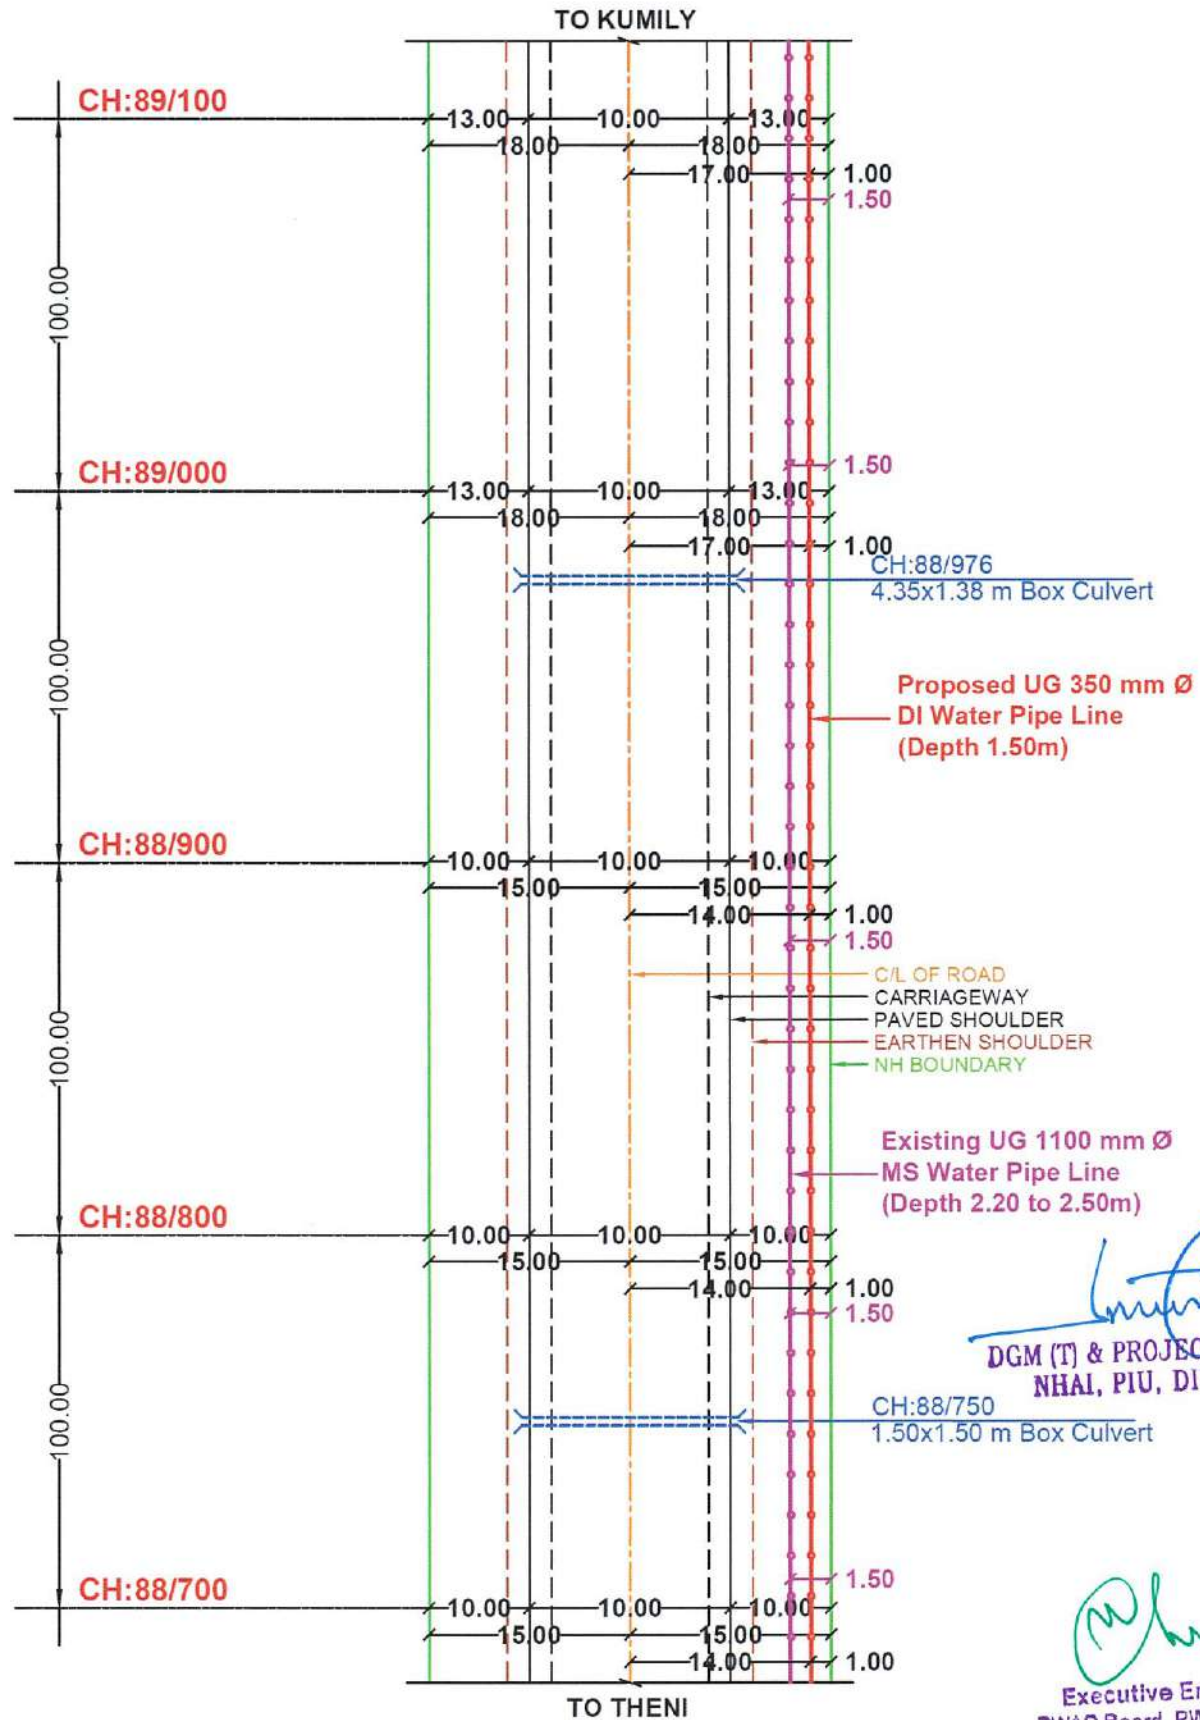 TO KUMILY
CH:89/100
13.00 10.00 13.00
18.00 18.00
17.00 1.00
1.50
100.00
1.50
CH:89/000
13.00 10.00 13.00
18.00 18.00
17.00 1.00
CH:88/976
4.35x1.38 m Box Culvert
100.00
Proposed UG 350 mm Ø
DI Water Pipe Line
(Depth 1.50m)
CH:88/900
10.00 10.00 10.00
15.00 15.00
14.00 1.00
1.50
C/L OF ROAD
CARRIAGEWAY
PAVED SHOULDER
EARTHEN SHOULDER
NH BOUNDARY
100.00
Existing UG 1100 mm Ø
MS Water Pipe Line
(Depth 2.20 to 2.50m)
CH:88/800
10.00 10.00 10.00
15.00 15.00
14.00 1.00
1.50
DGM (T) & PROJEC
NHAI, PIU, DI
CH:88/750
1.50x1.50 m Box Culvert
100.00
1.50
CH:88/700
10.00 10.00 10.00
15.00 15.00
14.00 1.00
Executive En
TO THENI